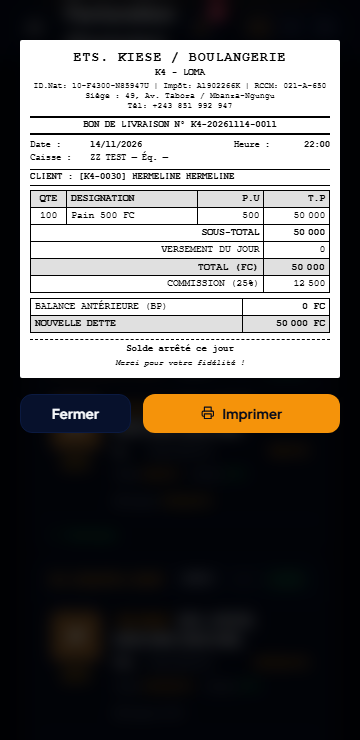 ETS. KIESE / BOULANGERIE
K4 - LOMA
ID.Nat: 10-F4300-N85947U | Impôt: A1902266K | RCCM: 021-A-650
Siège : 49, Av. Tabora / Mbanza-Ngungu
Tél: +243 851 992 947
BON DE LIVRAISON N° K4-20261114-0011
Date : 14/11/2026 Heure : 22:00
Caisse : ZZ TEST — Éq. —
CLIENT : [K4-0030] HERMELINE HERMELINE
QTE DESIGNATION P.U T.P
100 Pain 500 FC 500 50 000
SOUS-TOTAL 50 000
VERSEMENT DU JOUR 0
TOTAL (FC) 50 000
COMMISSION (25%) 12 500
BALANCE ANTÉRIEURE (BP) 0 FC
NOUVELLE DETTE 50 000 FC
Solde arrêté ce jour
Merci pour votre fidélité !
Fermer
Imprimer